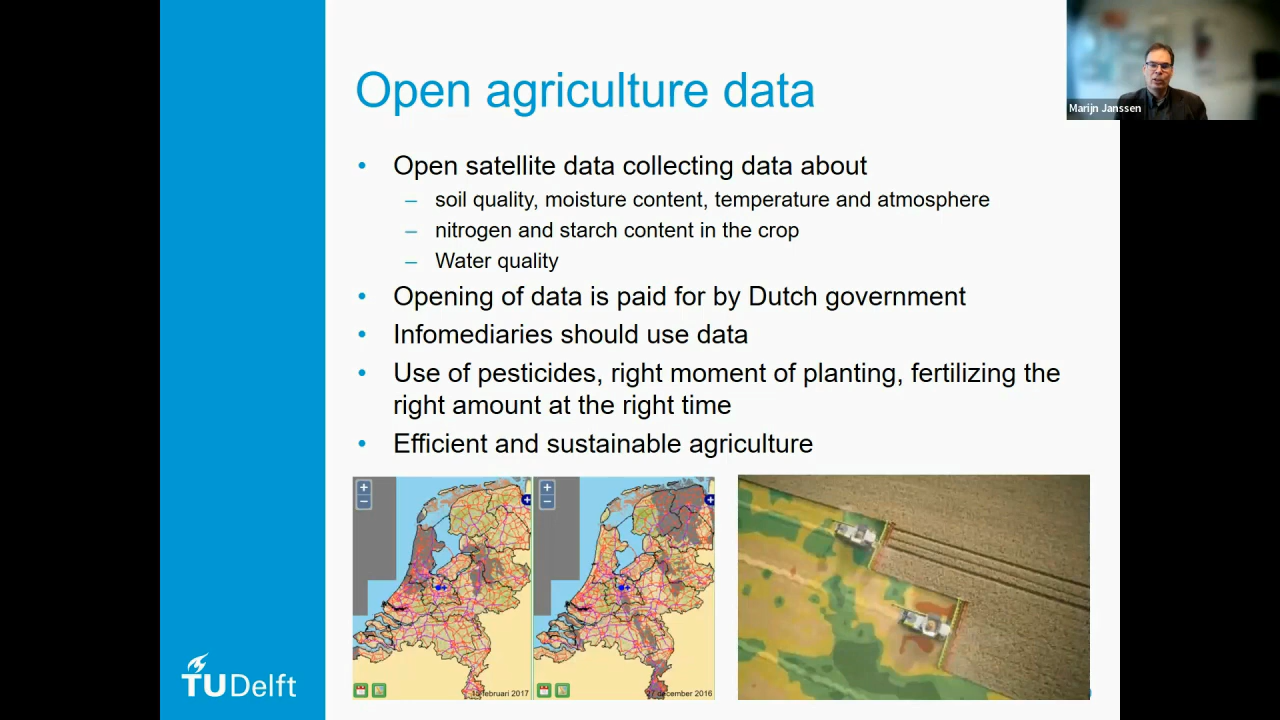 Open agriculture data
Marijn Janssen
• Open satellite data collecting data about
– soil quality, moisture content, temperature and atmosphere
– nitrogen and starch content in the crop
– Water quality
• Opening of data is paid for by Dutch government
• Infomediaries should use data
• Use of pesticides, right moment of planting, fertilizing the
right amount at the right time
• Efficient and sustainable agriculture
februari 2017
december 2016
TU Delft